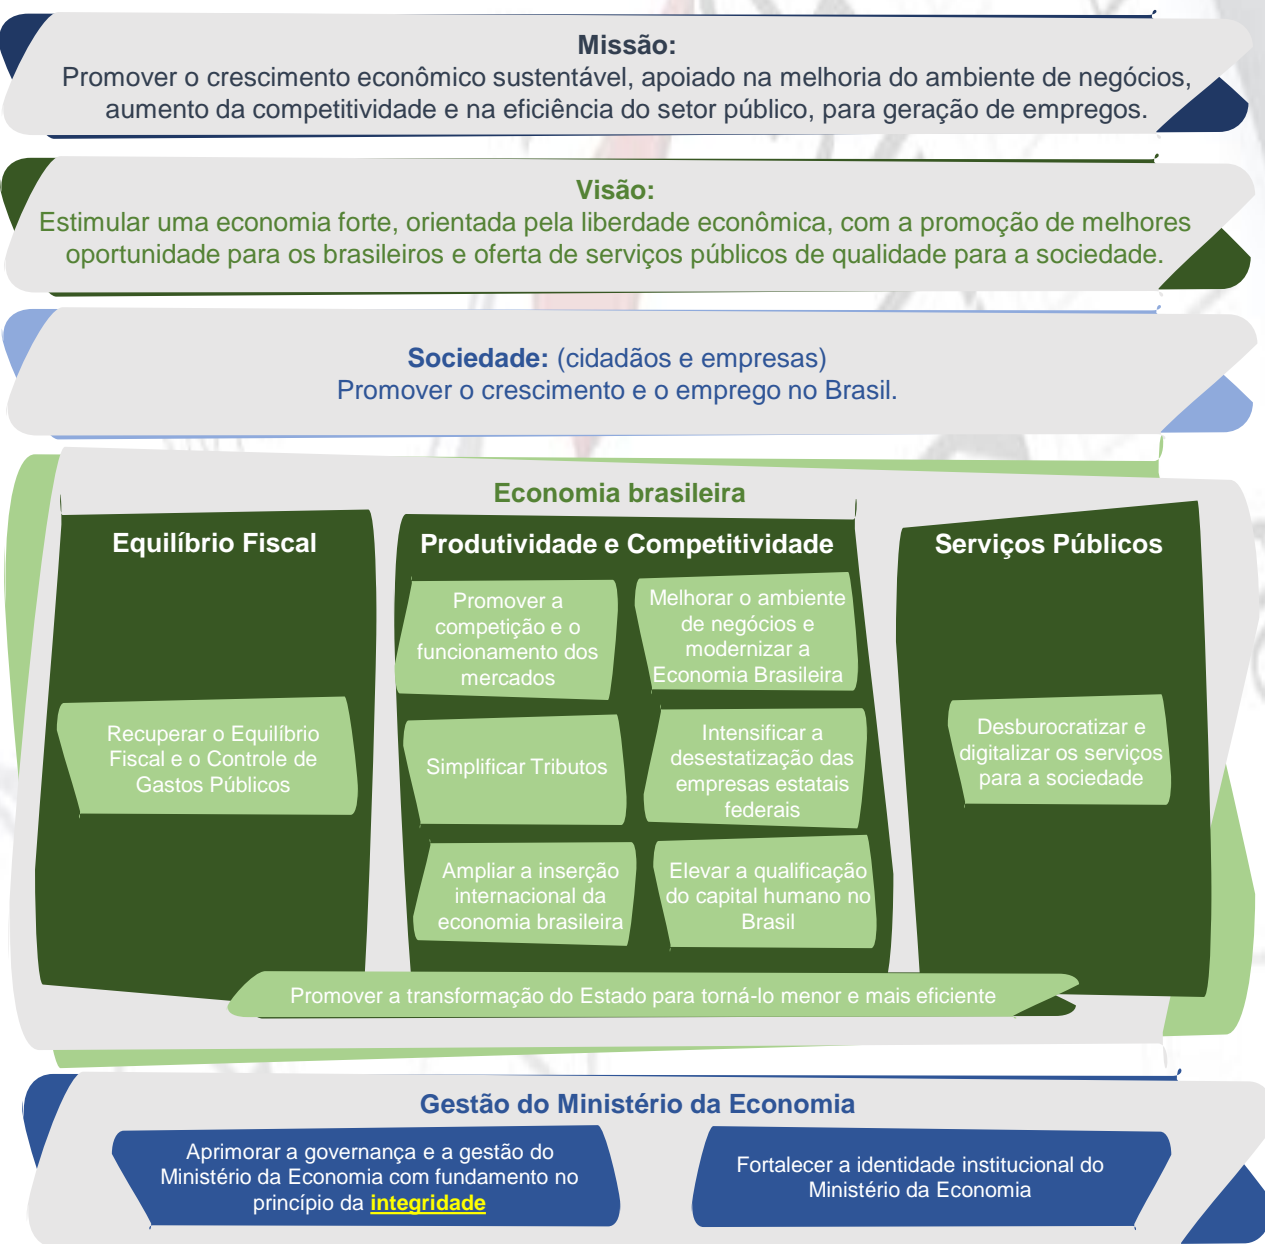 Missão:
Promover o crescimento econômico sustentável, apoiado na melhoria do ambiente de negócios,
aumento da competitividade e na eficiência do setor público, para geração de empregos.
Visão:
Estimular uma economia forte, orientada pela liberdade econômica, com a promoção de melhores
oportunidade para os brasileiros e oferta de serviços públicos de qualidade para a sociedade.
Sociedade: (cidadãos e empresas)
Promover o crescimento e o emprego no Brasil.
Economia brasileira
Equilíbrio Fiscal
Recuperar o Equilíbrio
Fiscal e o Controle de
Gastos Públicos
Produtividade e Competitividade
Promover a
competição e o
funcionamento dos
mercados
Melhorar o ambiente
de negócios e
modernizar a
Economia Brasileira
Simplificar Tributos
Intensificar a
desestatização das
empresas estatais
federais
Ampliar a inserção
internacional da
economia brasileira
Elevar a qualificação
do capital humano no
Brasil
Serviços Públicos
Desburocratizar e
digitalizar os serviços
para a sociedade
Promover a transformação do Estado para torná-lo menor e mais eficiente
Gestão do Ministério da Economia
Aprimorar a governança e a gestão do
Ministério da Economia com fundamento no
princípio da integridade
Fortalecer a identidade institucional do
Ministério da Economia